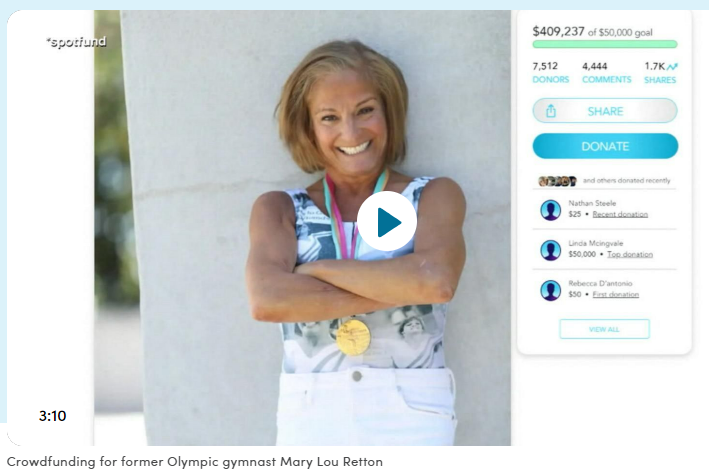 *spotfund
$409,237 of $50,000 goal
7,512 4,444 1.7K
DONORS COMMENTS SHARES
SHARE
DONATE
and others donated recently
Nathan Steele
$25 • Recent donation
Linda Mcingvale
$50,000 • Top donation
Rebecca D'antonio
$50 • First donation
VIEW ALL
3:10
Crowdfunding for former Olympic gymnast Mary Lou Retton